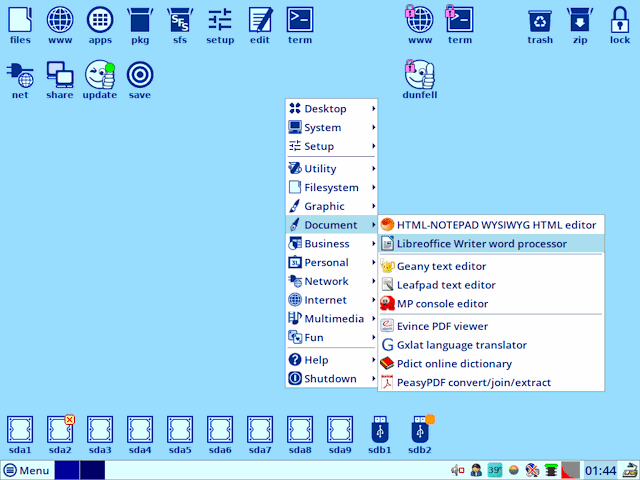 files www apps pkg sfs setup edit term www term trash zip lock
net share update save dunfell
Desktop
System
Setup
Utility
Filesystem
Graphic
Document
Business
Personal
Network
Internet
Multimedia
Fun
Help
Shutdown
HTML-NOTEPAD WYSIWYG HTML editor
Libreoffice Writer word processor
Geany text editor
Leafpad text editor
MP console editor
Evince PDF viewer
Gxlat language translator
Pdict online dictionary
PeasyPDF convert/join/extract
sda1 sda2 sda3 sda4 sda5 sda6 sda7 sda8 sda9 sdb1 sdb2
Menu 39° 01:44